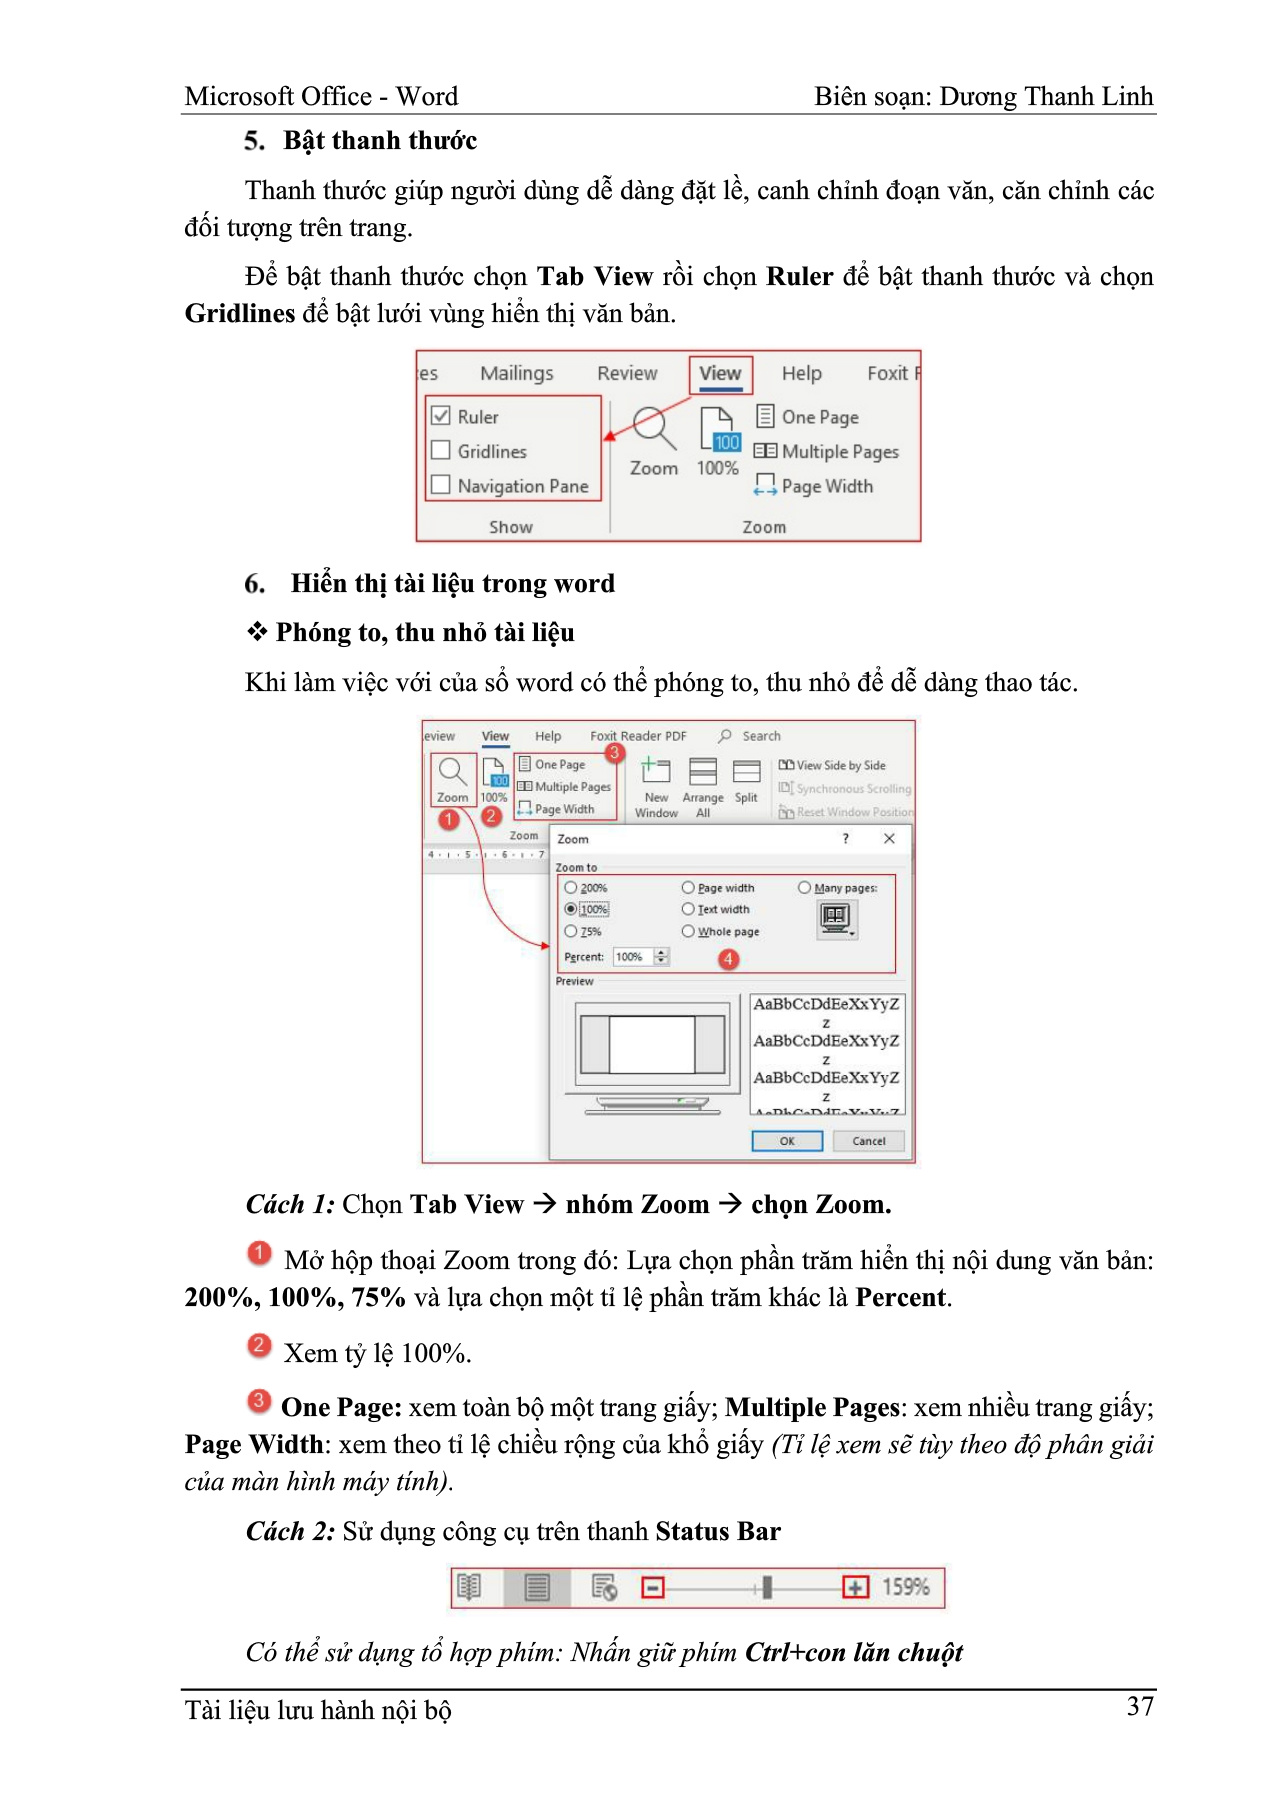 Microsoft Office - Word Biên soạn: Dương Thanh Linh
5. Bật thanh thước
Thanh thước giúp người dùng dễ dàng đặt lề, canh chỉnh đoạn văn, căn chỉnh các
đối tượng trên trang.
Để bật thanh thước chọn Tab View rồi chọn Ruler để bật thanh thước và chọn
Gridlines để bật lưới vùng hiển thị văn bản.
Mailings Review View Help Foxit
Ruler
Gridlines
Navigation Pane
Show
Zoom
100
100%
One Page
Multiple Pages
Page Width
Zoom
6. Hiển thị tài liệu trong word
❖ Phóng to, thu nhỏ tài liệu
Khi làm việc với của sổ word có thể phóng to, thu nhỏ để dễ dàng thao tác.
eview View Help Foxit Reader PDF Search
Zoom
1
100
100%
2
3
One Page
Multiple Pages
Page Width
Zoom
New
Window
Arrange
All
Split
View Side by Side
Synchronous Scrolling
Reset Window Position
4 5 6 7
Zoom ? ×
Zoom to
200% Page width Many pages:
100% Text width
75% Whole page
Percent: 100%
4
Preview
AaBbCcDdEeXxYyZ
z
AaBbCcDdEeXxYyZ
z
AaBbCcDdEeXxYyZ
z
OK Cancel
Cách 1: Chọn Tab View → nhóm Zoom → chọn Zoom.
1 Mở hộp thoại Zoom trong đó: Lựa chọn phần trăm hiển thị nội dung văn bản:
200%, 100%, 75% và lựa chọn một tỉ lệ phần trăm khác là Percent.
2 Xem tỷ lệ 100%.
3 One Page: xem toàn bộ một trang giấy; Multiple Pages: xem nhiều trang giấy;
Page Width: xem theo tỉ lệ chiều rộng của khổ giấy (Tỉ lệ xem sẽ tùy theo độ phân giải
của màn hình máy tính).
Cách 2: Sử dụng công cụ trên thanh Status Bar
159%
Có thể sử dụng tổ hợp phím: Nhấn giữ phím Ctrl+con lăn chuột
Tài liệu lưu hành nội bộ 37